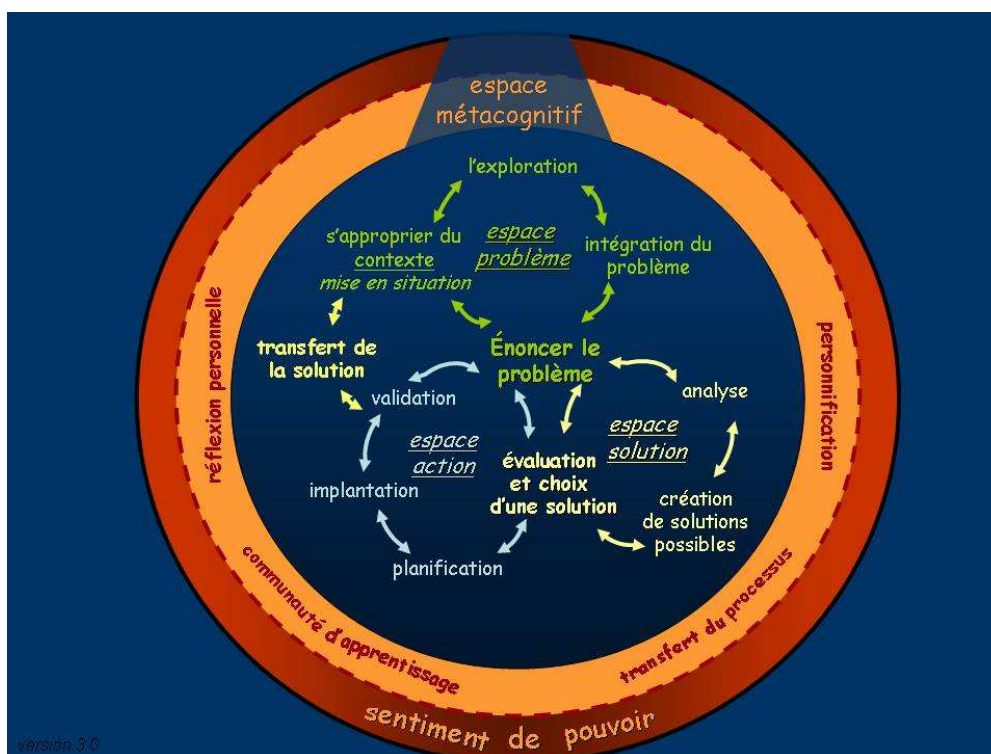 espace
métacognitif
l'exploration
s'approprier du
contexte
mise en situation
espace
problème
intégration du
problème
transfert de
la solution
Énoncer le
problème
validation
analyse
espace
action
espace
solution
évaluation
et choix
d'une solution
implantation
création
de solutions
possibles
planification
réflexion personnelle
personnification
communauté d'apprentissage
transfert du processus
sentiment de pouvoir
version 3.0